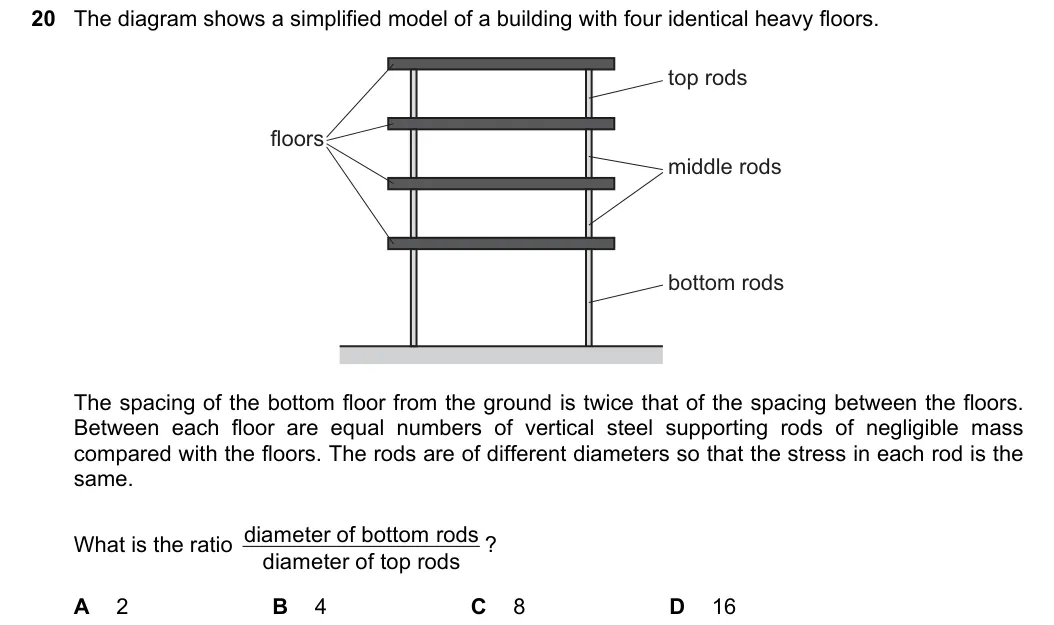 20 The diagram shows a simplified model of a building with four identical heavy floors.
top rods
floors
middle rods
bottom rods
The spacing of the bottom floor from the ground is twice that of the spacing between the floors.
Between each floor are equal numbers of vertical steel supporting rods of negligible mass
compared with the floors. The rods are of different diameters so that the stress in each rod is the
same.
What is the ratio diameter of bottom rods / diameter of top rods ?
A 2 B 4 C 8 D 16